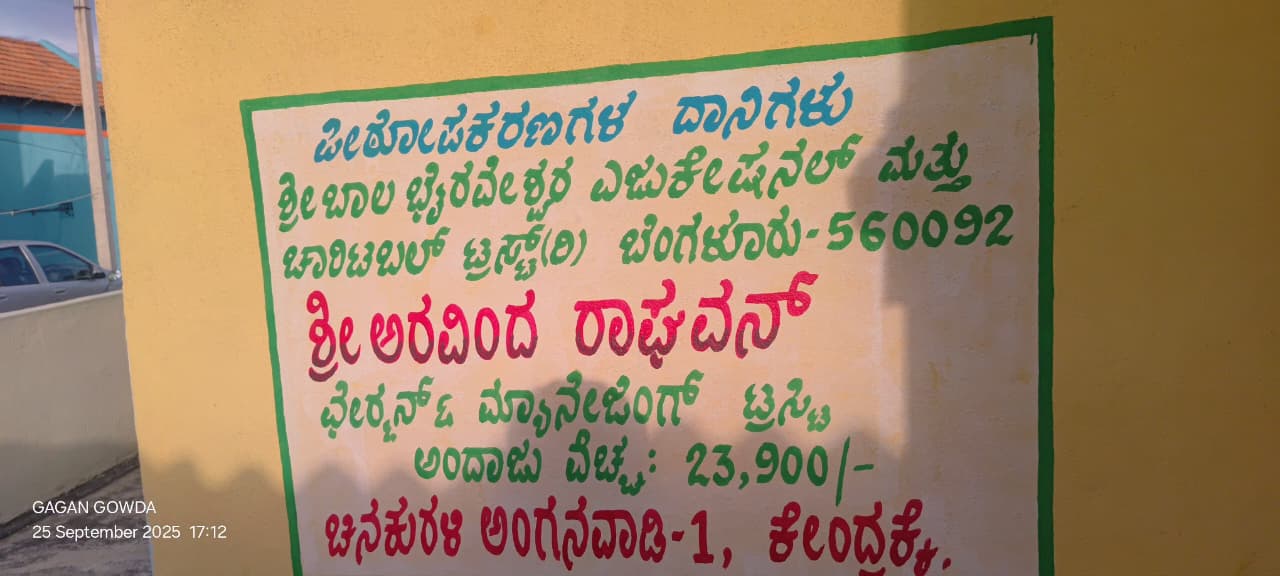 ಪೀಠೋಪಕರಣಗಳ ದಾನಿಗಳು
ಶ್ರೀ ಬಾಲ ಭೈರವೇಶ್ವರ ಎಜುಕೇಷನಲ್ ಮತ್ತು
ಚಾರಿಟಬಲ್ ಟ್ರಸ್ಟ್(ರಿ) ಬೆಂಗಳೂರು-560092
ಶ್ರೀ ಅರವಿಂದ ರಾಘವನ್
ಛೇರ್‍ಮನ್ & ಮ್ಯಾನೇಜಿಂಗ್ ಟ್ರಸ್ಟಿ
ಅಂದಾಜು ವೆಚ್ಚ: 23,900/-
ಚಿನಕುರಳಿ ಅಂಗನವಾಡಿ-1, ಕೇಂದ್ರಕ್ಕೆ.
GAGAN GOWDA
25 September 2025 17:12